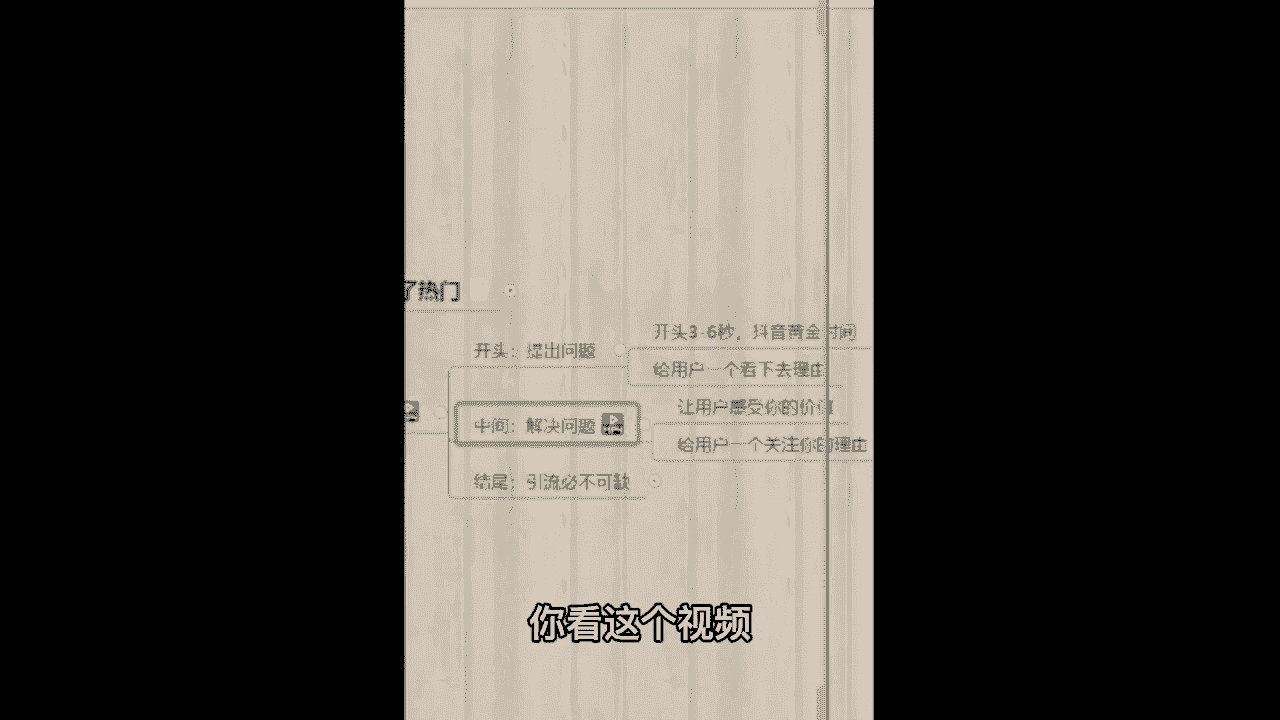 了热门
开头3-6秒，抖音黄金时间
开头：提出问题
给用户一个看下去理由
让用户感受你的价值
中间：解决问题
给用户一个关注你的理由
结尾：引流必不可缺
你看这个视频